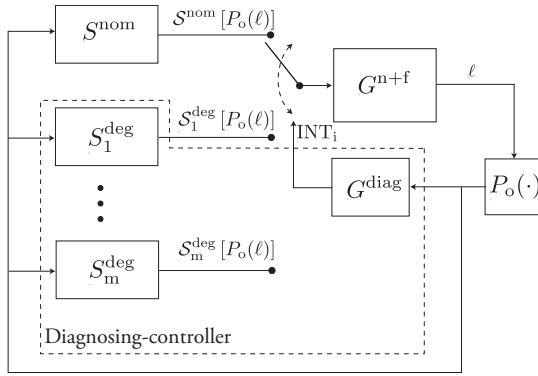 S^nom
𝒮^nom [P_o(ℓ)]
G^n+f
ℓ
S_1^deg
𝒮_1^deg [P_o(ℓ)]
INT_i
G^diag
P_o(·)
S_m^deg
𝒮_m^deg [P_o(ℓ)]
Diagnosing-controller